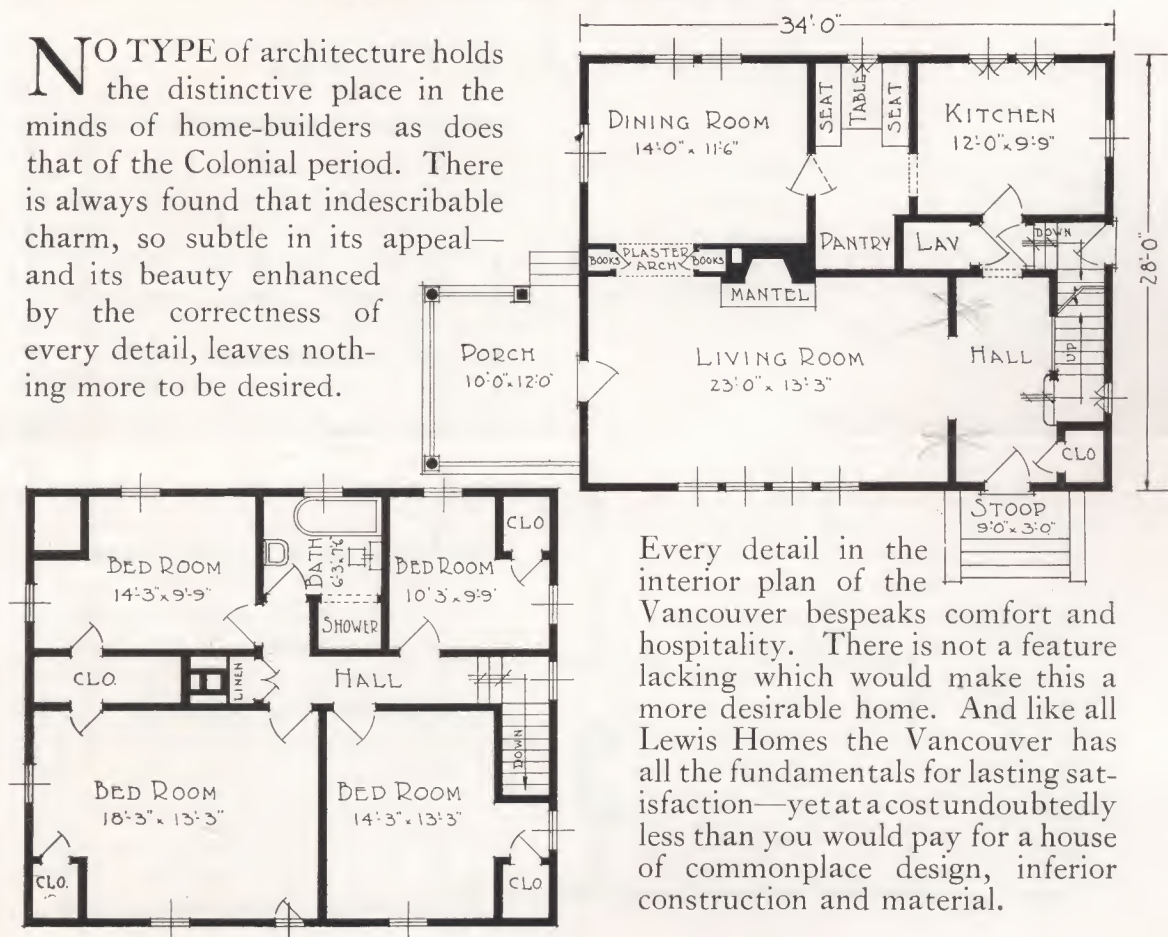 NO TYPE of architecture holds
the distinctive place in the
minds of home-builders as does
that of the Colonial period. There
is always found that indescribable
charm, so subtle in its appeal—
and its beauty enhanced
by the correctness of
every detail, leaves noth-
ing more to be desired.
34'-0"
28'-0"
DINING ROOM
14'-0" x 11'-6"
SEAT
TABLE
SEAT
KITCHEN
12'-0" x 9'-9"
BOOKS
PLASTER
ARCH
BOOKS
MANTEL
PANTRY
LAV
DOWN
PORCH
10'-0" x 12'-0"
LIVING ROOM
23'-0" x 13'-3"
HALL
UP
CLO
STOOP
9'-0" x 3'-0"
BED ROOM
14'-3" x 9'-9"
BATH
6'-3" x 7'-6"
SHOWER
BED ROOM
10'3" x 9'9"
CLO
CLO.
LINEN
HALL
DOWN
BED ROOM
18'-3" x 13'-3"
BED ROOM
14'-3" x 13'-3"
CLO.
CLO.
Every detail in the
interior plan of the
Vancouver bespeaks comfort and
hospitality. There is not a feature
lacking which would make this a
more desirable home. And like all
Lewis Homes the Vancouver has
all the fundamentals for lasting sat-
isfaction—yet at a cost undoubtedly
less than you would pay for a house
of commonplace design, inferior
construction and material.